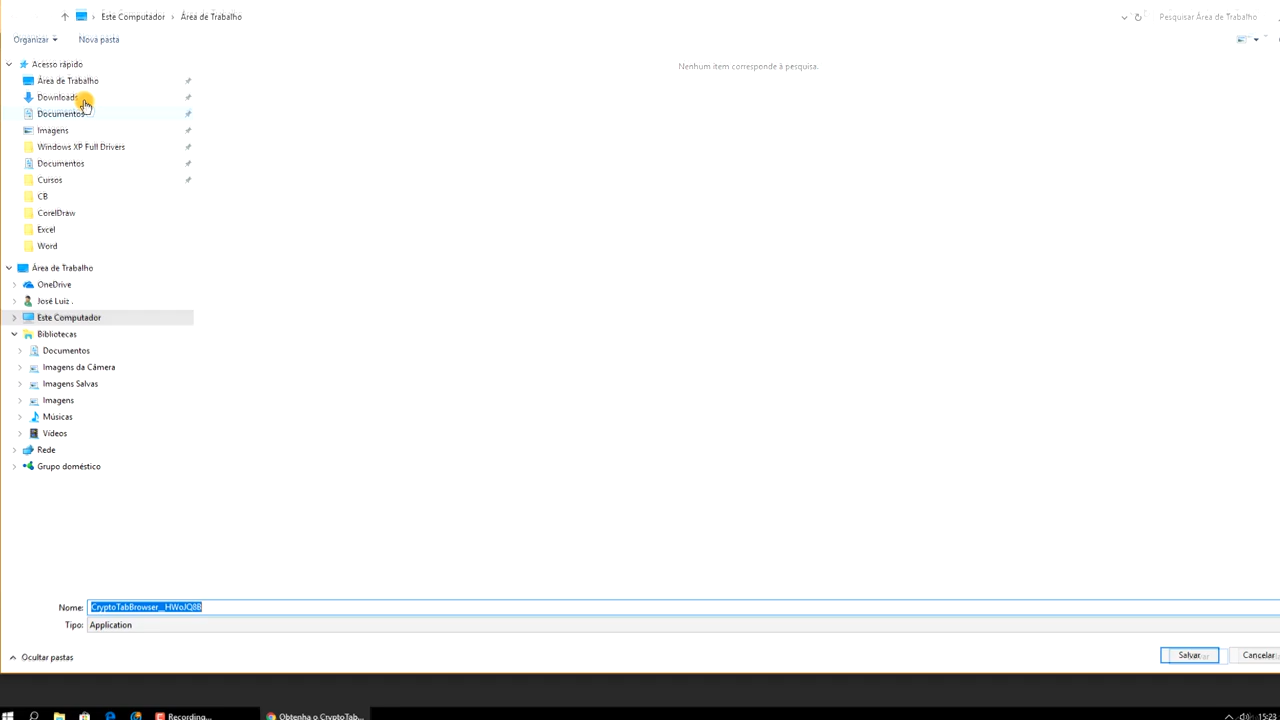 Este Computador > Área de Trabalho
Pesquisar Área de Trabalho
Organizar
Nova pasta
Acesso rápido
Nenhum item corresponde à pesquisa.
Área de Trabalho
Downloads
Documentos
Imagens
Windows XP Full Drivers
Documentos
Cursos
CB
CorelDraw
Excel
Word
Área de Trabalho
OneDrive
José Luiz .
Este Computador
Bibliotecas
Documentos
Imagens da Câmera
Imagens Salvas
Imagens
Músicas
Vídeos
Rede
Grupo doméstico
Nome: CryptoTabBrowser__HWoJQ8B
Tipo: Application
Ocultar pastas
Salvar
Cancelar
Recording...
Obtenha o CryptoTab...
15:23